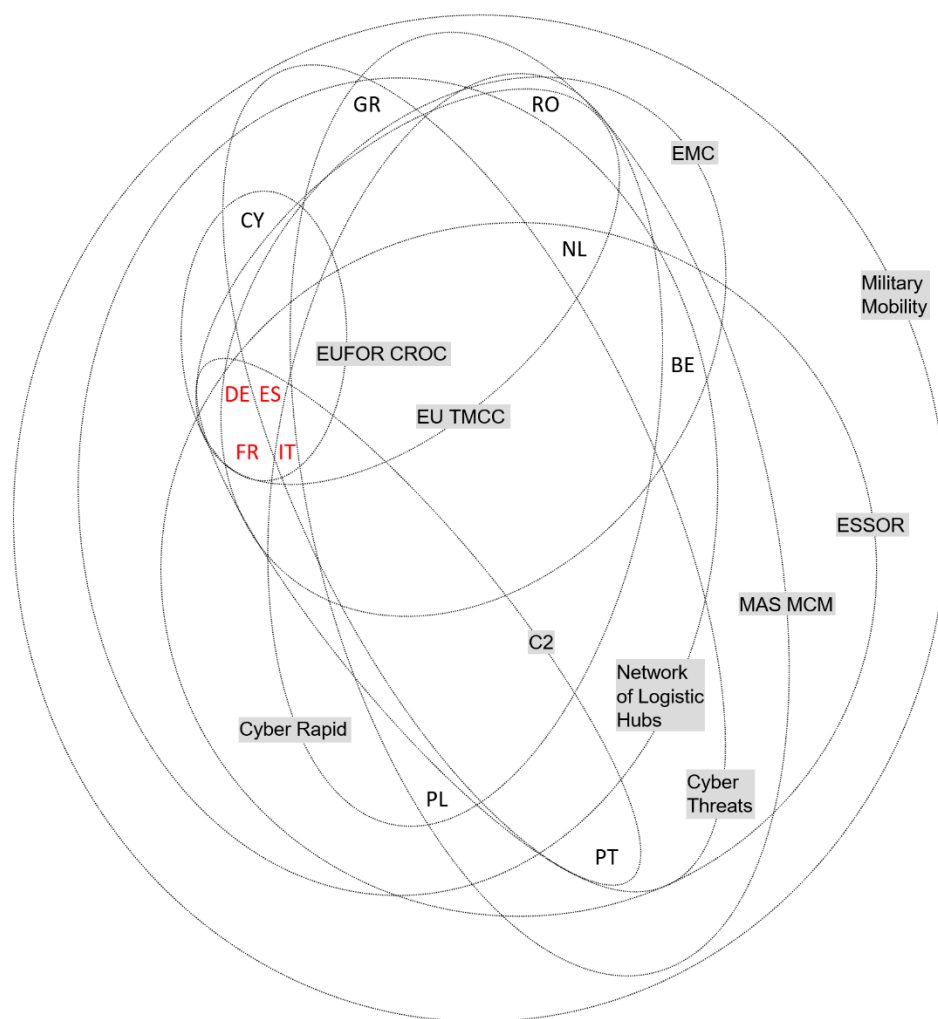 GR
RO
EMC
CY
NL
Military
Mobility
EUFOR CROC
BE
DE ES
EU TMCC
FR IT
ESSOR
MAS MCM
C2
Network
of Logistic
Hubs
Cyber Rapid
Cyber
Threats
PL
PT